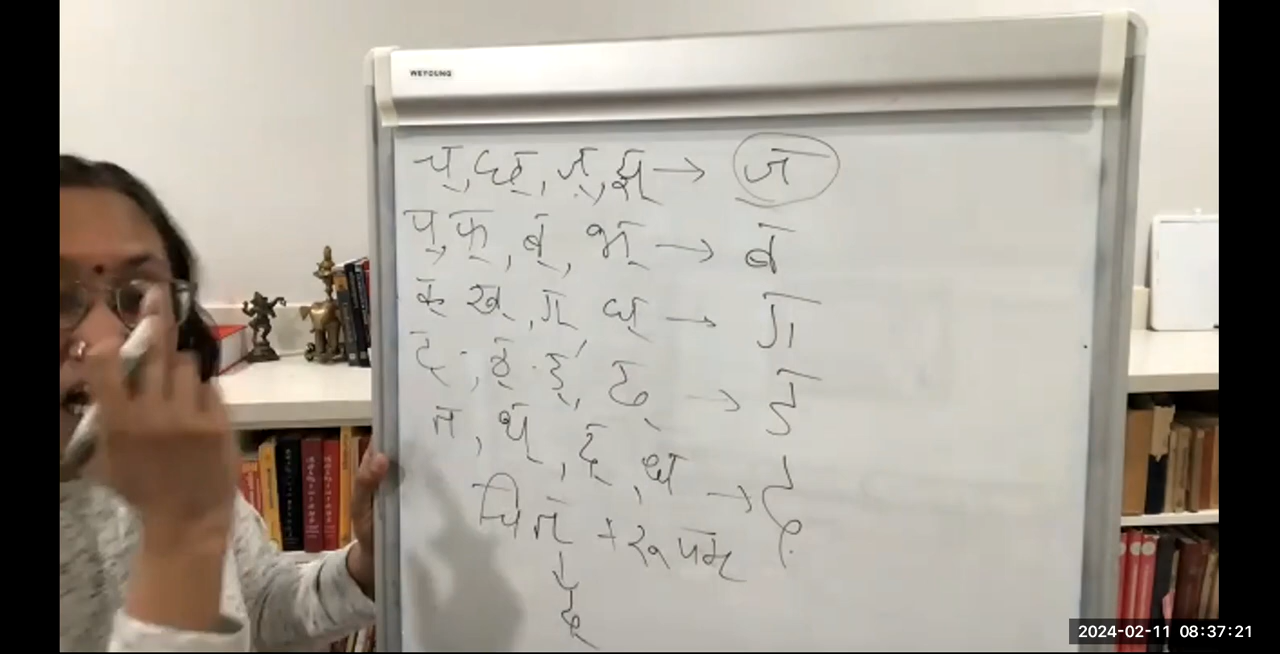 WEYOUNG
च्, छ्, ज्, झ् → ज
प्, फ्, ब्, भ् → ब
क् ख्, ग् घ् → ग
ट्, ठ्, ड्, ढ् → ड
त, थ्, द्, ध → द
चित् + रूपम्
↓
द्
2024-02-11 08:37:21